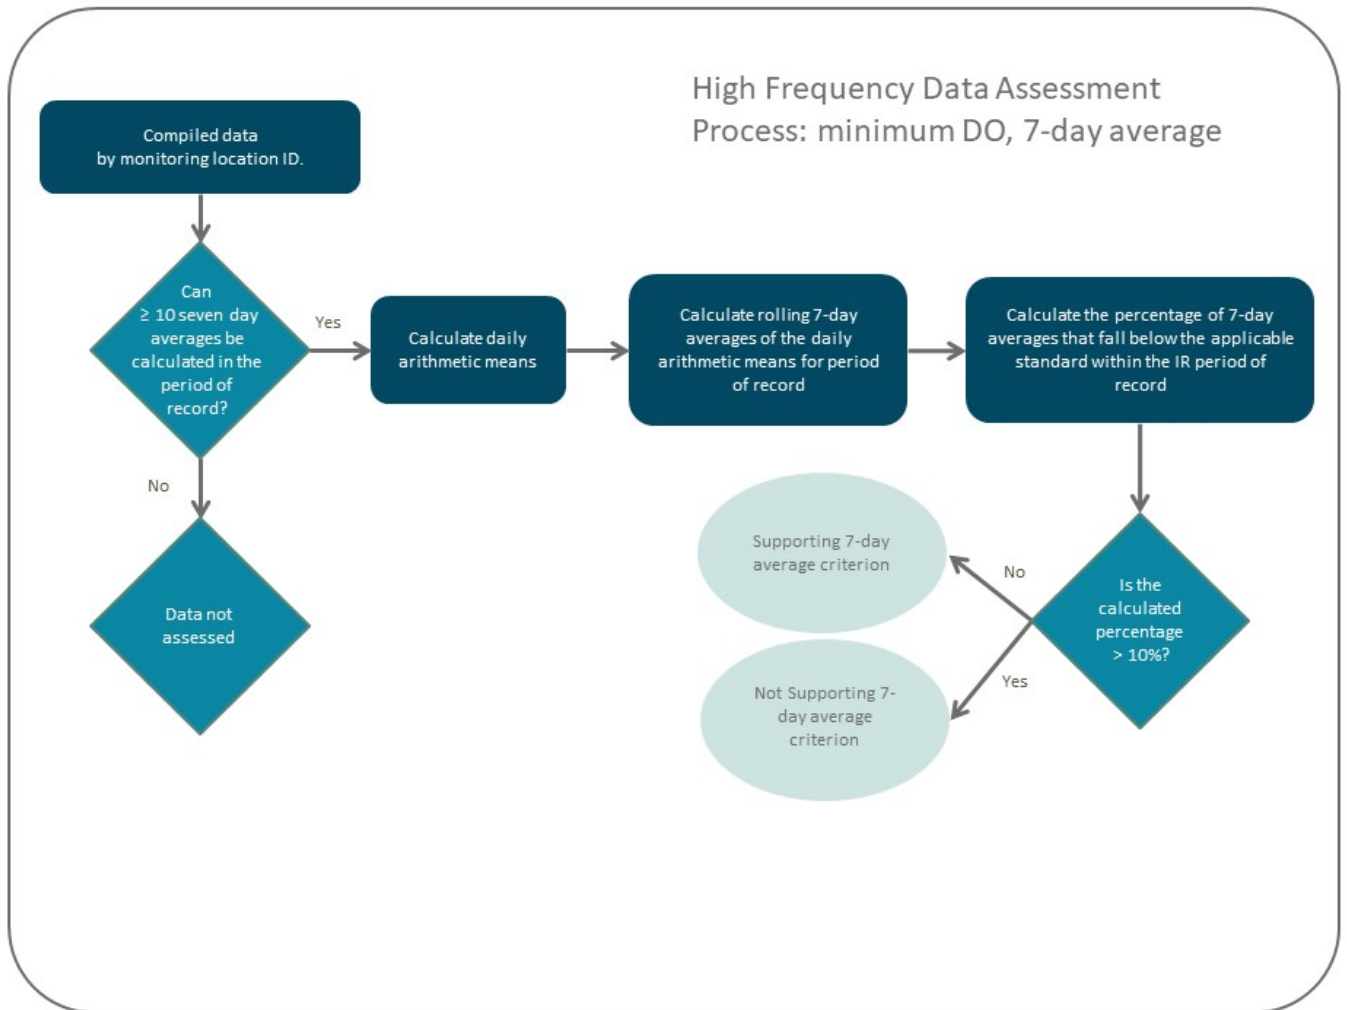 High Frequency Data Assessment
Process: minimum DO, 7-day average
Compiled data
by monitoring location ID.
Can
≥ 10 seven day
averages be
calculated in the
period of
record?
Yes
Calculate daily
arithmetic means
Calculate rolling 7-day
averages of the daily
arithmetic means for period
of record
Calculate the percentage of 7-day
averages that fall below the applicable
standard within the IR period of
record
No
Data not
assessed
Is the
calculated
percentage
> 10%?
No
Supporting 7-day
average criterion
Yes
Not Supporting 7-
day average
criterion